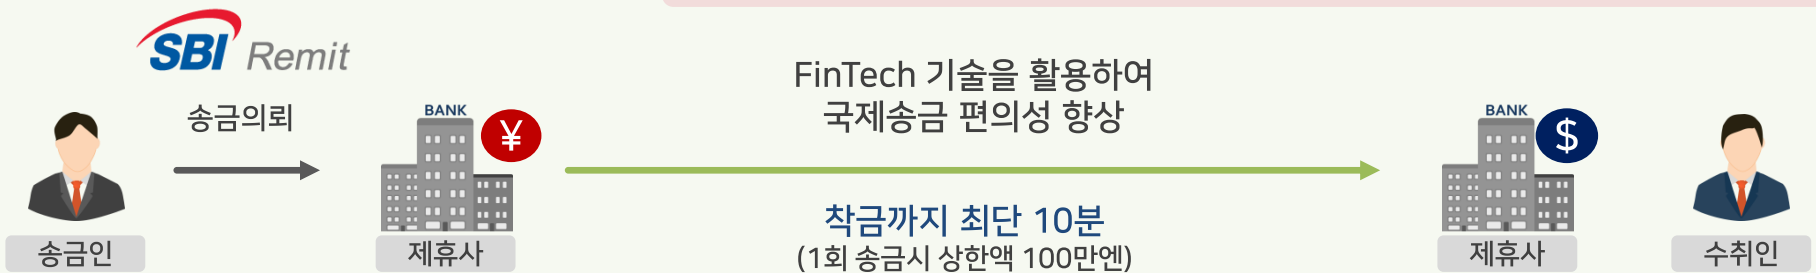 SBI Remit
송금의뢰
BANK
¥
FinTech 기술을 활용하여
국제송금 편의성 향상
BANK
$
착금까지 최단 10분
(1회 송금시 상한액 100만엔)
송금인
제휴사
제휴사
수취인